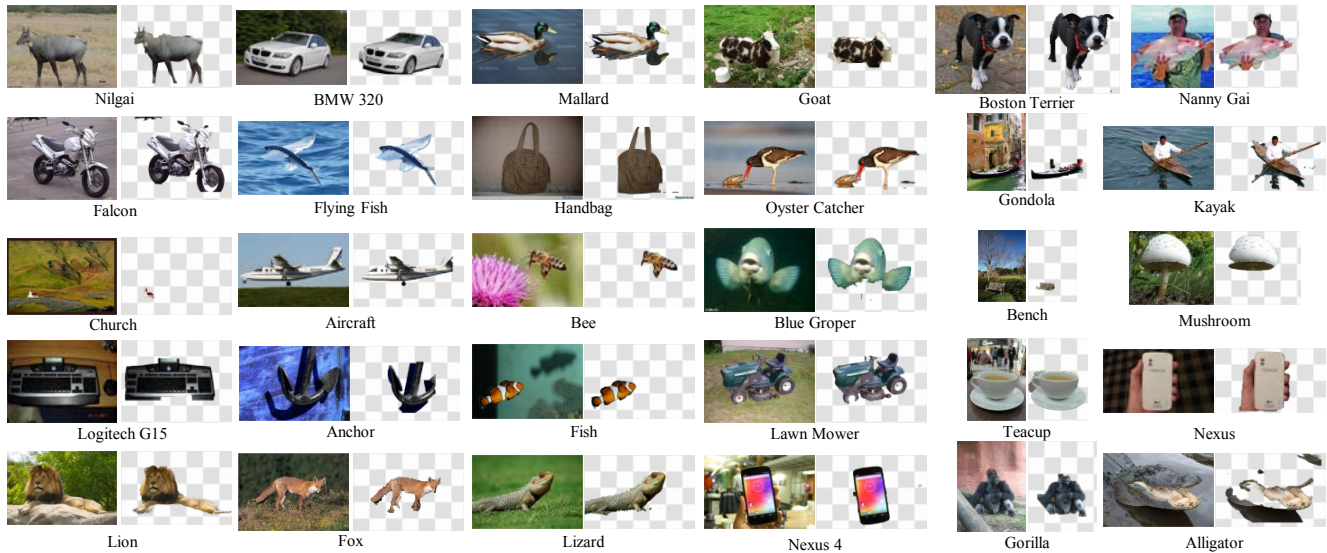 Nilgai
BMW 320
Mallard
Goat
Boston Terrier
Nanny Gai
Falcon
Flying Fish
Handbag
Oyster Catcher
Gondola
Kayak
Church
Aircraft
Bee
Blue Groper
Bench
Mushroom
Logitech G15
Anchor
Fish
Lawn Mower
Teacup
Nexus
Lion
Fox
Lizard
Nexus 4
Gorilla
Alligator